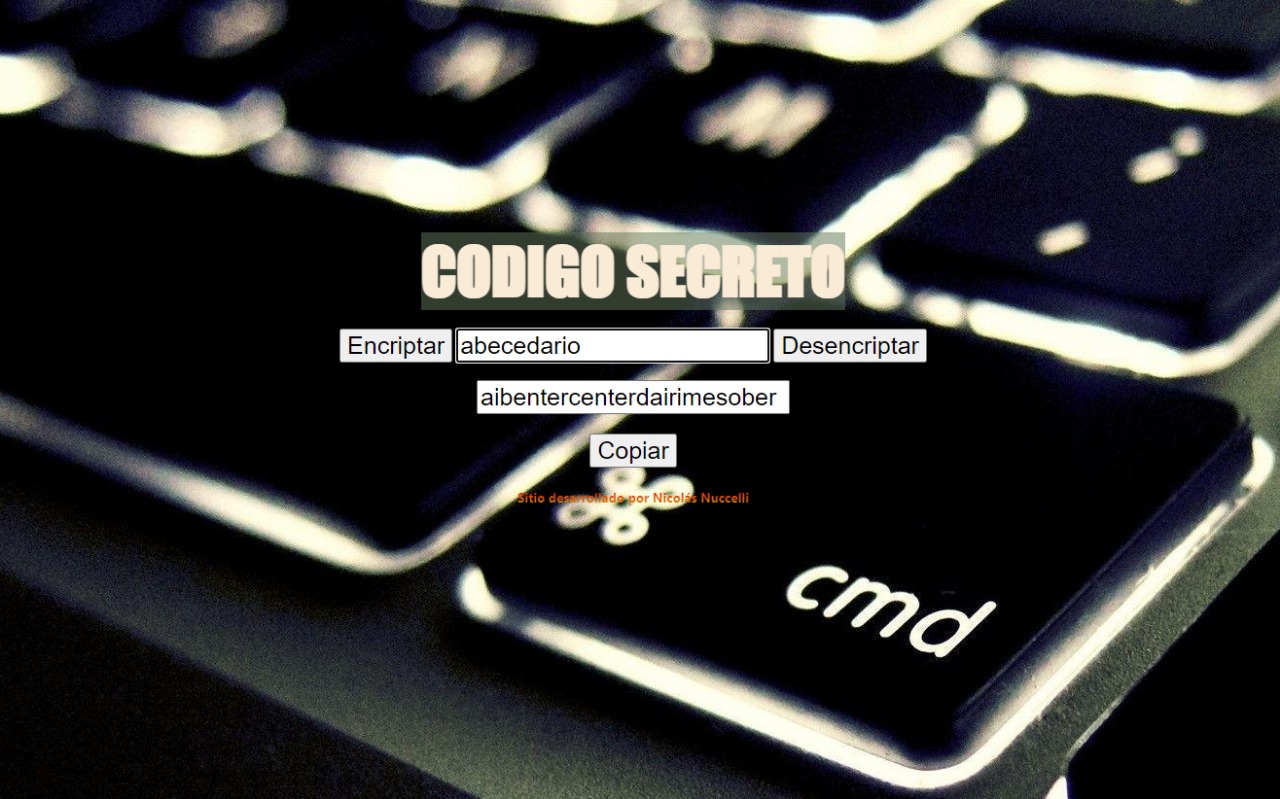 CODIGO SECRETO
Encriptar abecedario Desencriptar
aibentercenterdairimesober
Copiar
Sitio desarrollado por Nicolás Nuccelli
cmd